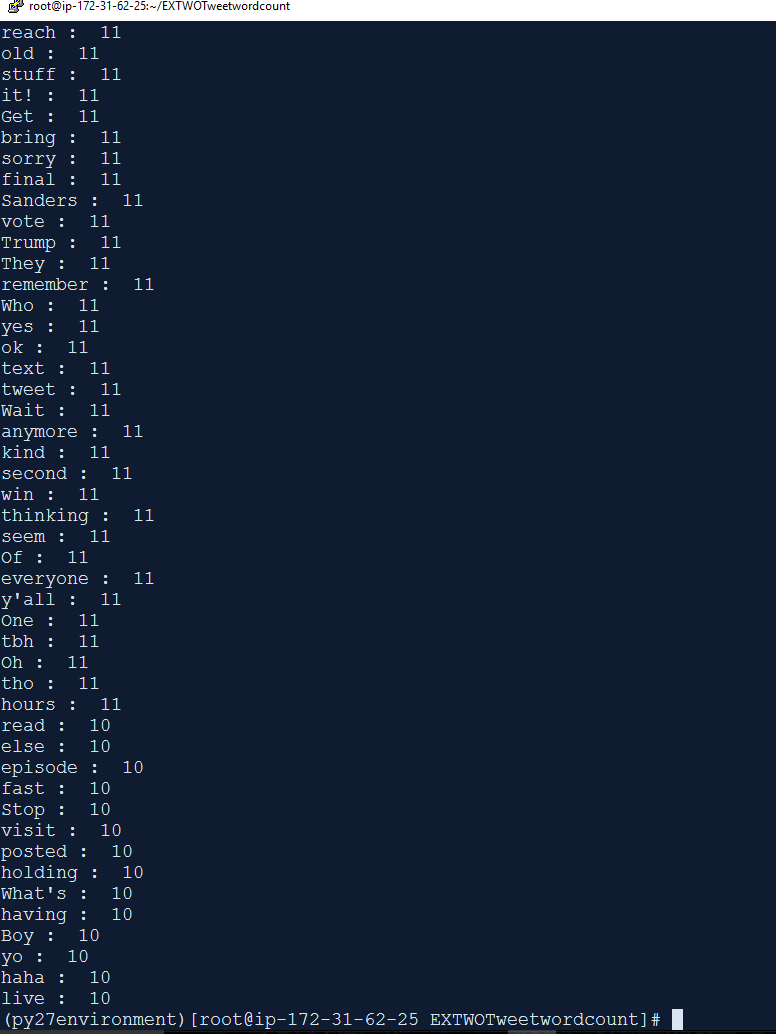 root@ip-172-31-62-25:~/EXTWOTweetwordcount
reach :  11
old :  11
stuff :  11
it! :  11
Get :  11
bring :  11
sorry :  11
final :  11
Sanders :  11
vote :  11
Trump :  11
They :  11
remember :  11
Who :  11
yes :  11
ok :  11
text :  11
tweet :  11
Wait :  11
anymore :  11
kind :  11
second :  11
win :  11
thinking :  11
seem :  11
Of :  11
everyone :  11
y'all :  11
One :  11
tbh :  11
Oh :  11
tho :  11
hours :  11
read :  10
else :  10
episode :  10
fast :  10
Stop :  10
visit :  10
posted :  10
holding :  10
What's :  10
having :  10
Boy :  10
yo :  10
haha :  10
live :  10
(py27environment)[root@ip-172-31-62-25 EXTWOTweetwordcount]#